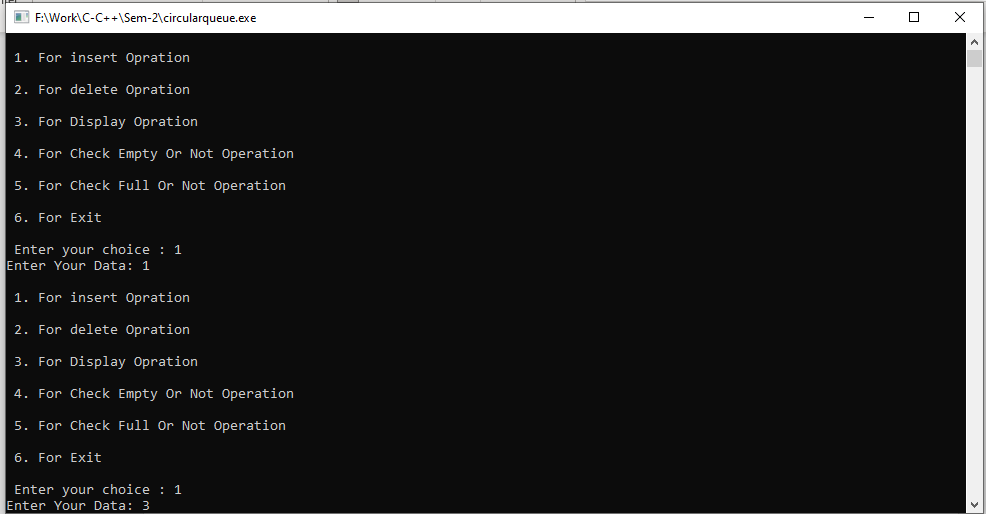 F:\Work\C-C++\Sem-2\circularqueue.exe
1. For insert Opration
2. For delete Opration
3. For Display Opration
4. For Check Empty Or Not Operation
5. For Check Full Or Not Operation
6. For Exit
Enter your choice : 1
Enter Your Data: 1
1. For insert Opration
2. For delete Opration
3. For Display Opration
4. For Check Empty Or Not Operation
5. For Check Full Or Not Operation
6. For Exit
Enter your choice : 1
Enter Your Data: 3